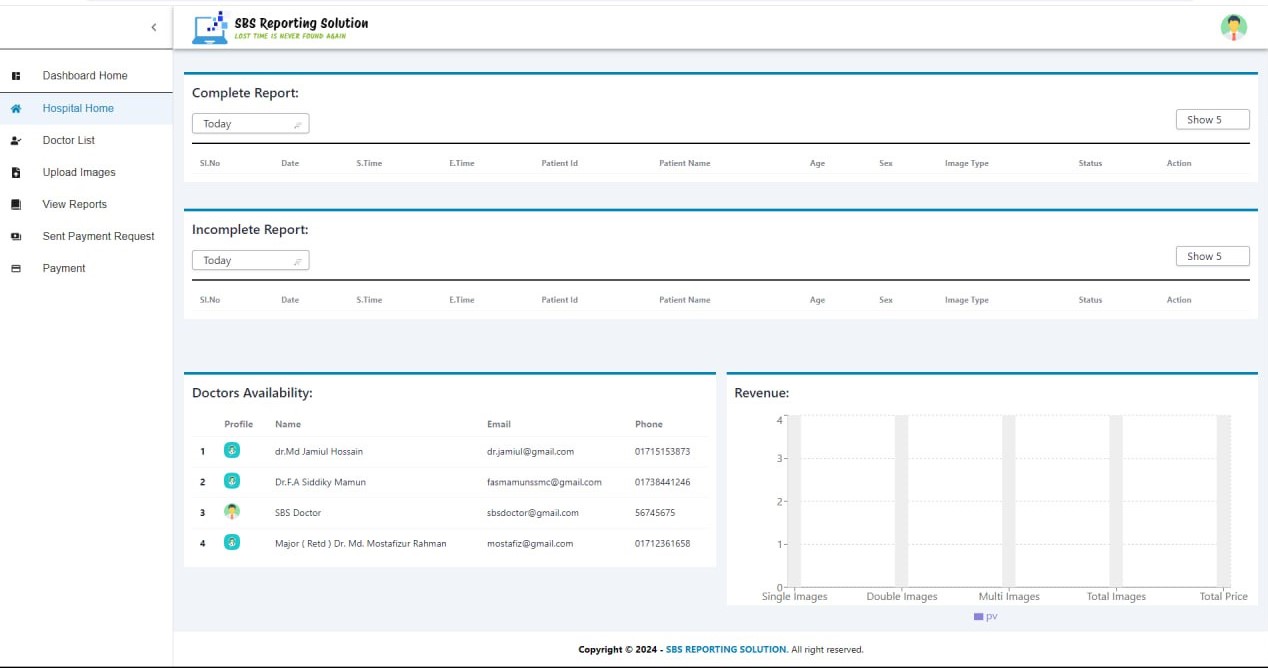 SBS Reporting Solution
LOST TIME IS NEVER FOUND AGAIN
Dashboard Home
Hospital Home
Doctor List
Upload Images
View Reports
Sent Payment Request
Payment
Complete Report:
Today
Show 5
Sl.No Date S.Time E.Time Patient Id Patient Name Age Sex Image Type Status Action
Incomplete Report:
Today
Show 5
Sl.No Date S.Time E.Time Patient Id Patient Name Age Sex Image Type Status Action
Doctors Availability:
Profile Name Email Phone
1 dr.Md Jamiul Hossain dr.jamiul@gmail.com 01715153873
2 Dr.F.A Siddiky Mamun fasmamunssmc@gmail.com 01738441246
3 SBS Doctor sbsdoctor@gmail.com 56745675
4 Major ( Retd ) Dr. Md. Mostafizur Rahman mostafiz@gmail.com 01712361658
Revenue:
4
3
2
1
0
Single Images Double Images Multi Images Total Images Total Price
pv
Copyright © 2024 - SBS REPORTING SOLUTION. All right reserved.